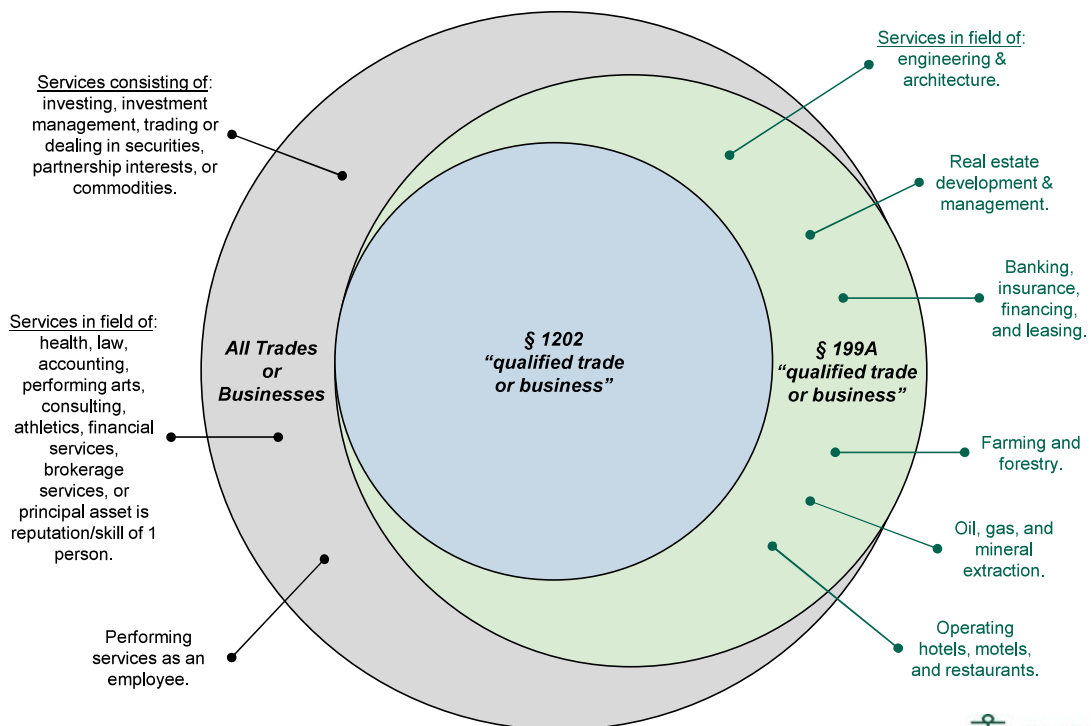 Services consisting of:
investing, investment
management, trading or
dealing in securities,
partnership interests, or
commodities.
Services in field of:
health, law,
accounting,
performing arts,
consulting,
athletics, financial
services,
brokerage
services, or
principal asset is
reputation/skill of 1
person.
Performing
services as an
employee.
All Trades
or
Businesses
§ 1202
“qualified trade
or business”
§ 199A
“qualified trade
or business”
Services in field of:
engineering &
architecture.
Real estate
development &
management.
Banking,
insurance,
financing,
and leasing.
Farming and
forestry.
Oil, gas, and
mineral
extraction.
Operating
hotels, motels,
and restaurants.